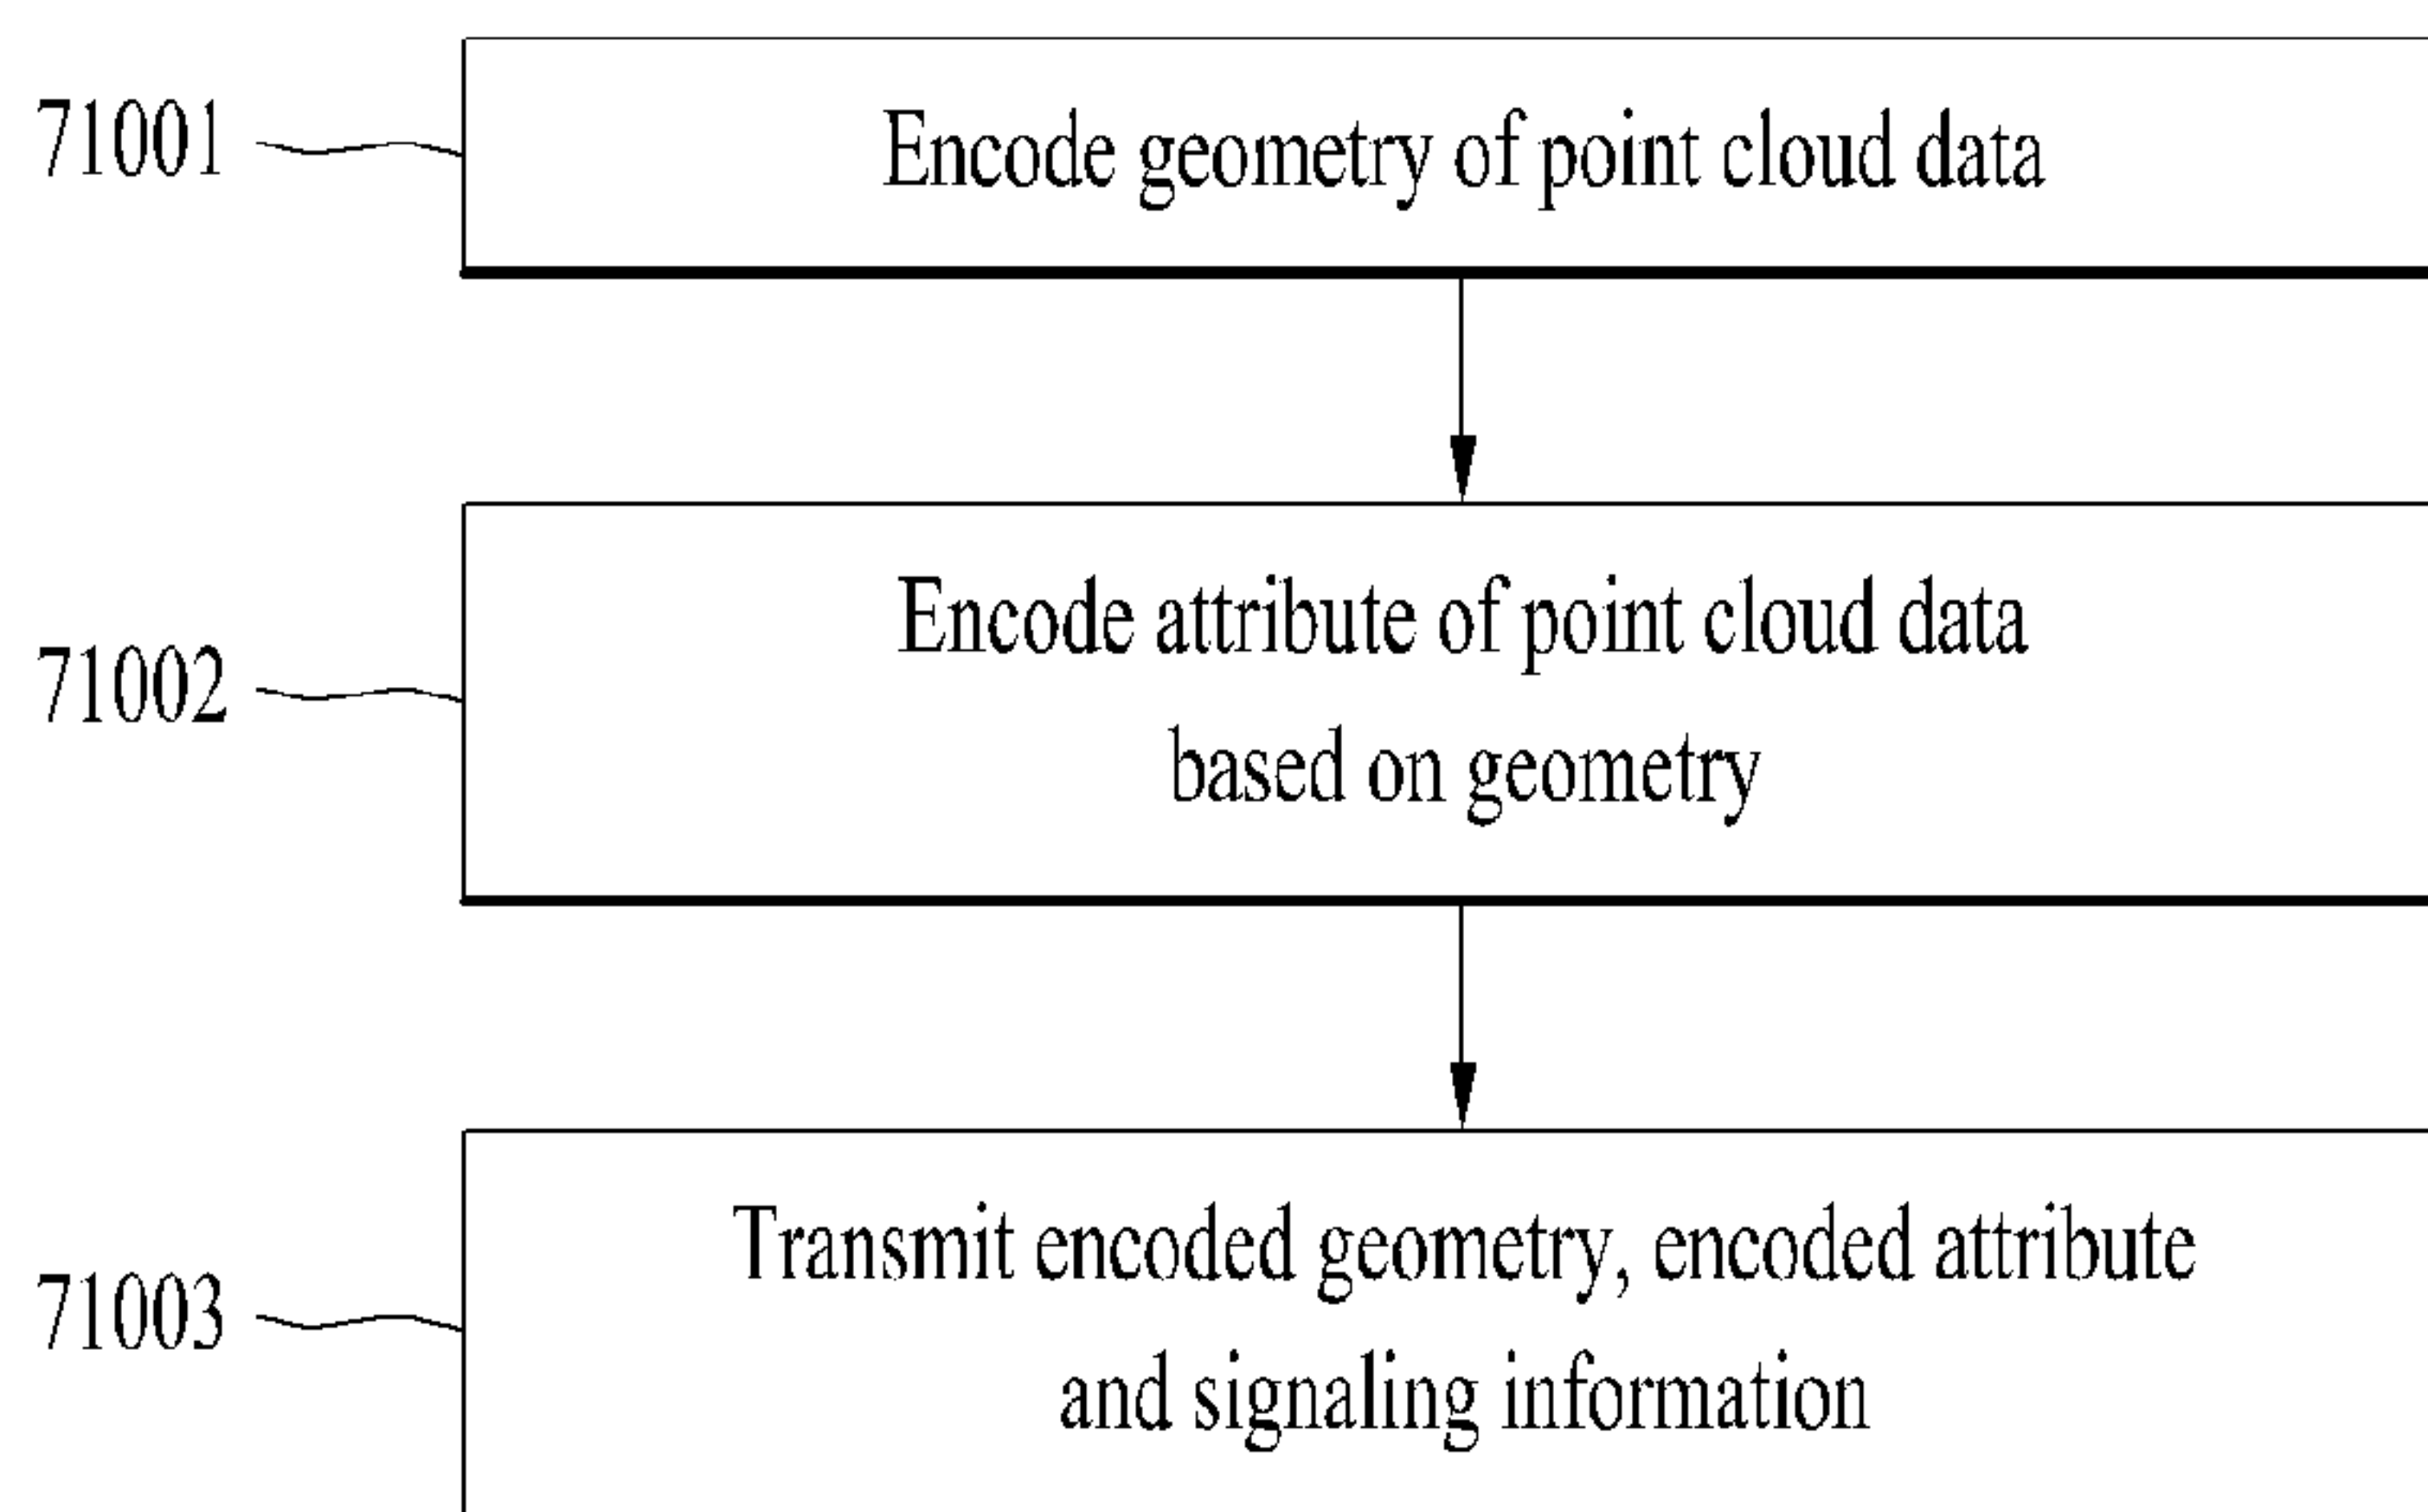 71001
Encode geometry of point cloud data
71002
Encode attribute of point cloud data
based on geometry
71003
Transmit encoded geometry, encoded attribute
and signaling information